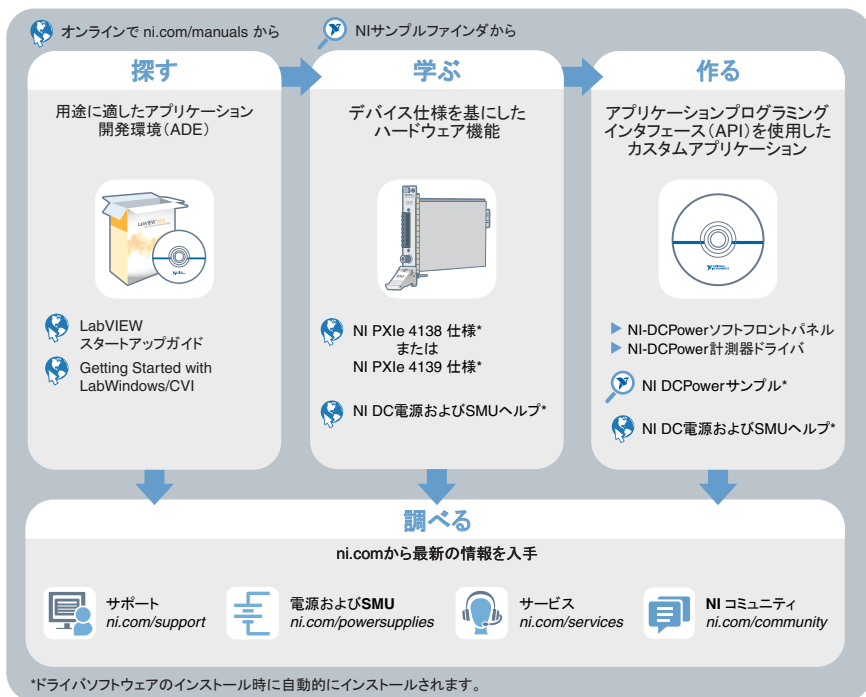 オンラインで ni.com/manuals から
NIサンプルファインダから
探す
用途に適したアプリケーション
開発環境(ADE)
LabVIEW
LabVIEW
スタートアップガイド
Getting Started with
LabWindows/CVI
学ぶ
デバイス仕様を基にした
ハードウェア機能
NI PXIe 4138 仕様*
または
NI PXIe 4139 仕様*
NI DC電源およびSMUヘルプ*
作る
アプリケーションプログラミング
インタフェース(API)を使用した
カスタムアプリケーション
NI-DCPowerソフトフロントパネル
NI-DCPower計測器ドライバ
NI DCPowerサンプル*
NI DC電源およびSMUヘルプ*
調べる
ni.comから最新の情報を入手
サポート
ni.com/support
電源およびSMU
ni.com/powersupplies
サービス
ni.com/services
NI コミュニティ
ni.com/community
*ドライバソフトウェアのインストール時に自動的にインストールされます。